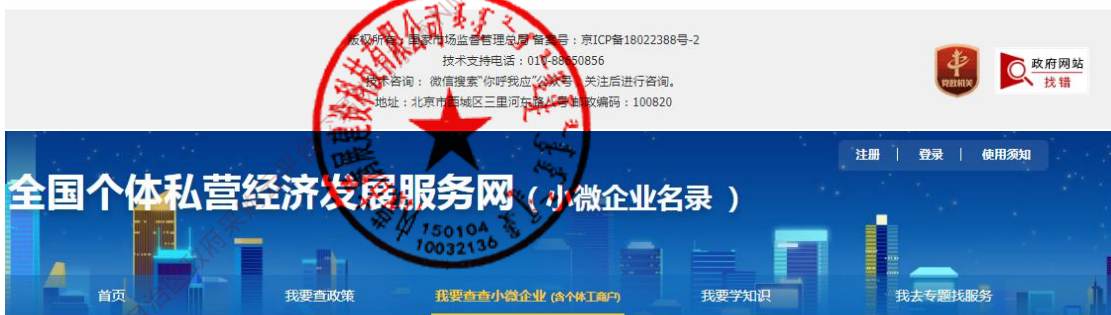 版权所有：国家市场监督管理总局 备案号：京ICP备18022388号-2
技术支持电话：010-88650856
技术咨询： 微信搜索“你呼我应”公众号，关注后进行咨询。
地址：北京市西城区三里河东路八号 邮政编码：100820
党政机关
政府网站
找错
注册 | 登录 | 使用须知
全国个体私营经济发展服务网（小微企业名录 ）
150104
10032136
首页 我要查政策 我要查查小微企业 (含个体工商户) 我要学知识 我去专题找服务